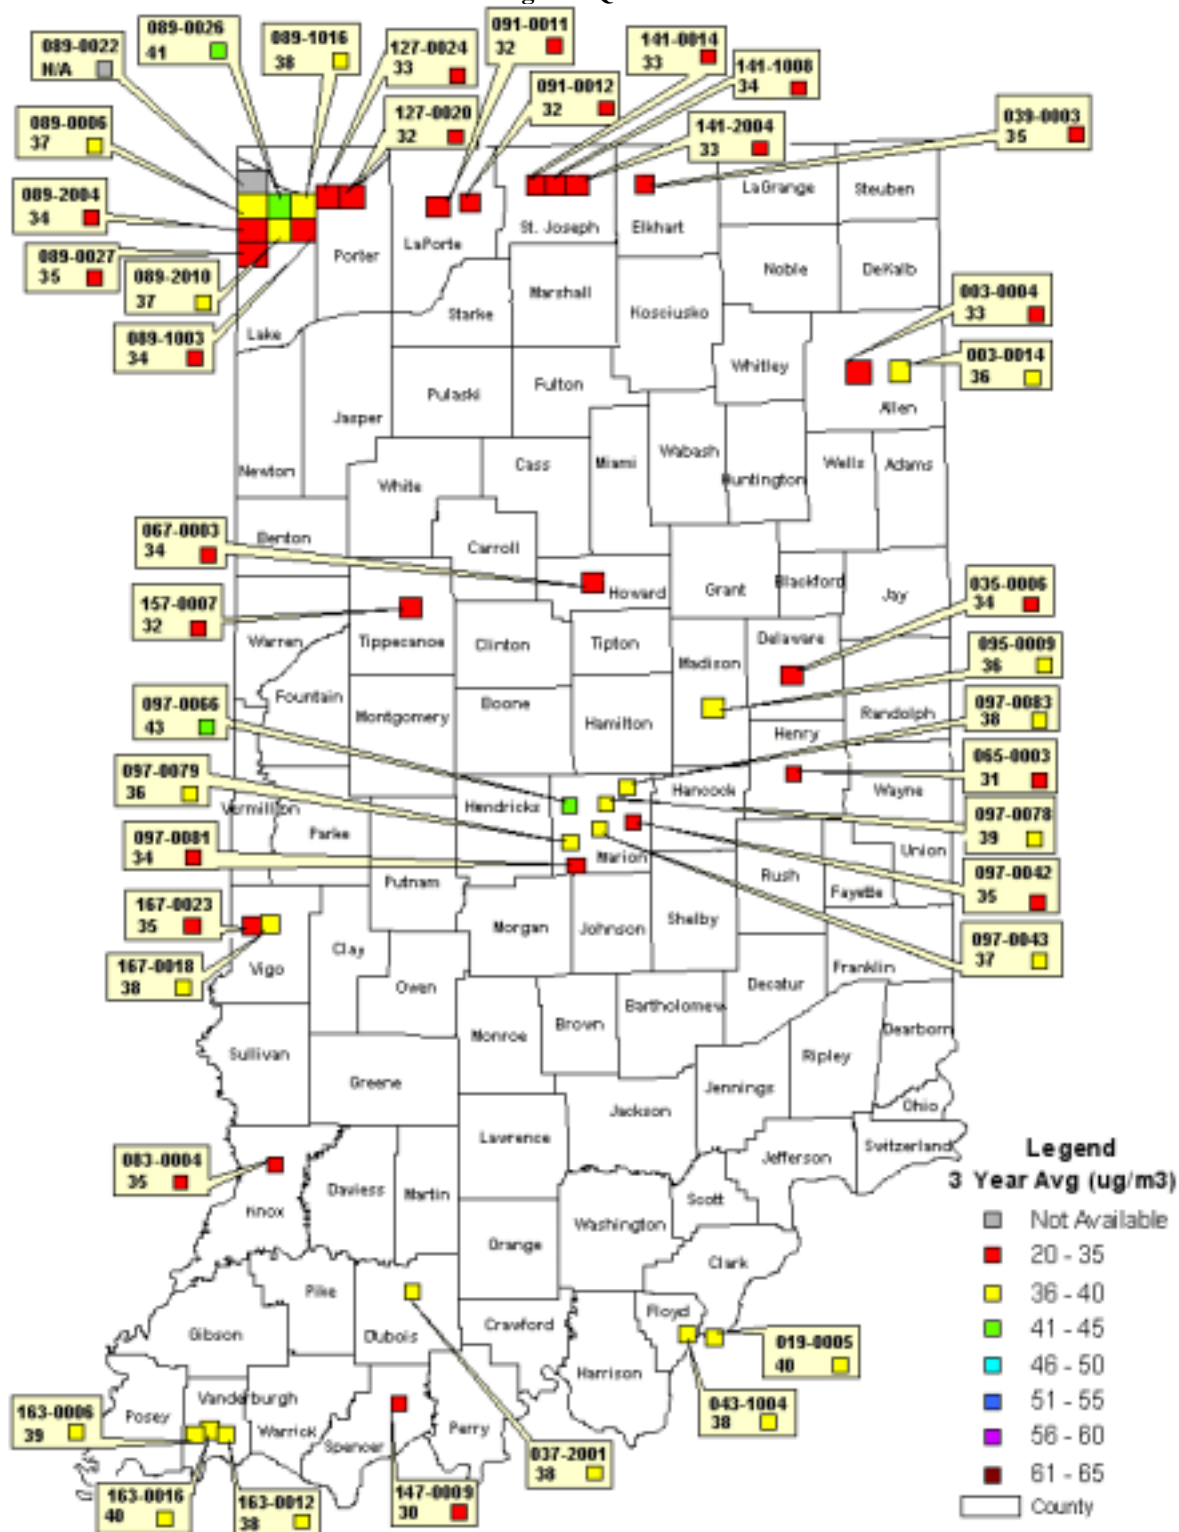 089-0022
N/A
089-0026
41
089-1016
38
127-0024
33
091-0011
32
141-0014
33
141-1008
34
091-0012
32
127-0020
32
141-2004
33
039-0003
35
089-0006
37
089-2004
34
089-0027
35
089-2010
37
089-1003
34
003-0004
33
003-0014
36
LaGrange
Steuben
St. Joseph
Elkhart
LaPorte
Porter
Noble
DeKalb
Marshall
Starke
Kosciusko
Lake
Whitley
Fulton
Pulaski
Allen
Jasper
Wabash
Miami
Cass
Wells
Adams
Newton
White
Huntington
067-0003
34
Benton
Carroll
Howard
Grant
Blackford
Jay
035-0006
34
157-0007
32
Warren
Tippecanoe
Clinton
Tipton
Delaware
Madison
095-0009
36
097-0066
43
Fountain
Montgomery
Boone
Hamilton
Randolph
Henry
097-0083
38
065-0003
31
097-0079
36
Vermillion
Hendricks
Hancock
Wayne
097-0078
39
097-0081
34
Parke
Marion
Union
Putnam
Rush
Fayette
097-0042
35
167-0023
35
Morgan
Johnson
Shelby
Clay
097-0043
37
167-0018
38
Vigo
Owen
Franklin
Decatur
Bartholomew
Brown
Monroe
Dearborn
Sullivan
Ripley
Greene
Jennings
Ohio
Jackson
Lawrence
Switzerland
Jefferson
083-0004
35
Daviess
Martin
Scott
Knox
Washington
Orange
Clark
Pike
Floyd
Gibson
Dubois
Crawford
Harrison
019-0005
40
043-1004
38
163-0006
39
Posey
Vanderburgh
Warrick
Spencer
Perry
037-2001
38
163-0016
40
163-0012
38
147-0009
30
Legend
3 Year Avg (ug/m3)
Not Available
20 - 35
36 - 40
41 - 45
46 - 50
51 - 55
56 - 60
61 - 65
County